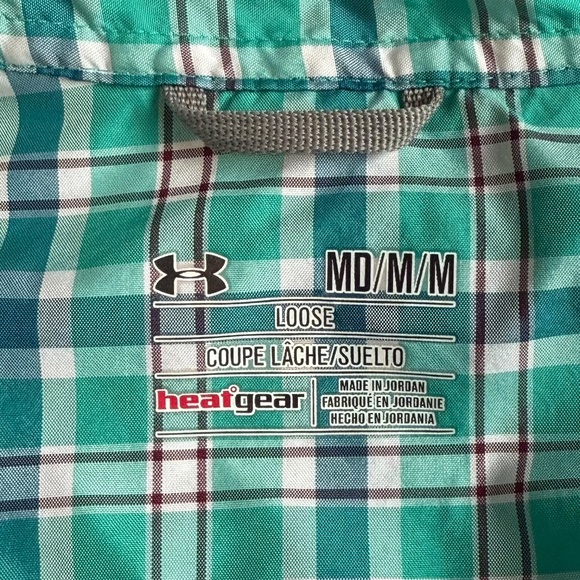 MD/M/M
LOOSE
COUPE LÂCHE/SUELTO
heatgear
MADE IN JORDAN
FABRIQUÉ EN JORDANIE
HECHO EN JORDANIA